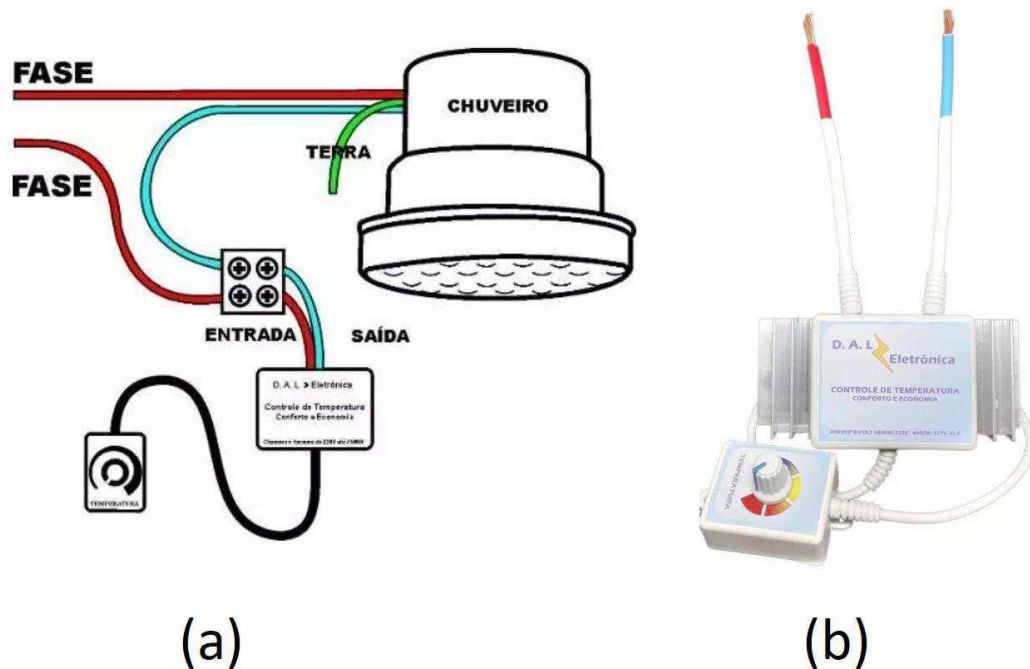 FASE
CHUVEIRO
TERRA
FASE
ENTRADA
SAÍDA
D. A. L Eletrônica
Controle de Temperatura
Conforto e Economia
TEMPERATURA
D. A. L
Eletrónica
CONTROLE DE TEMPERATURA
CONFORTO E ECONOMIA
TEMPERATURA
(a)
(b)